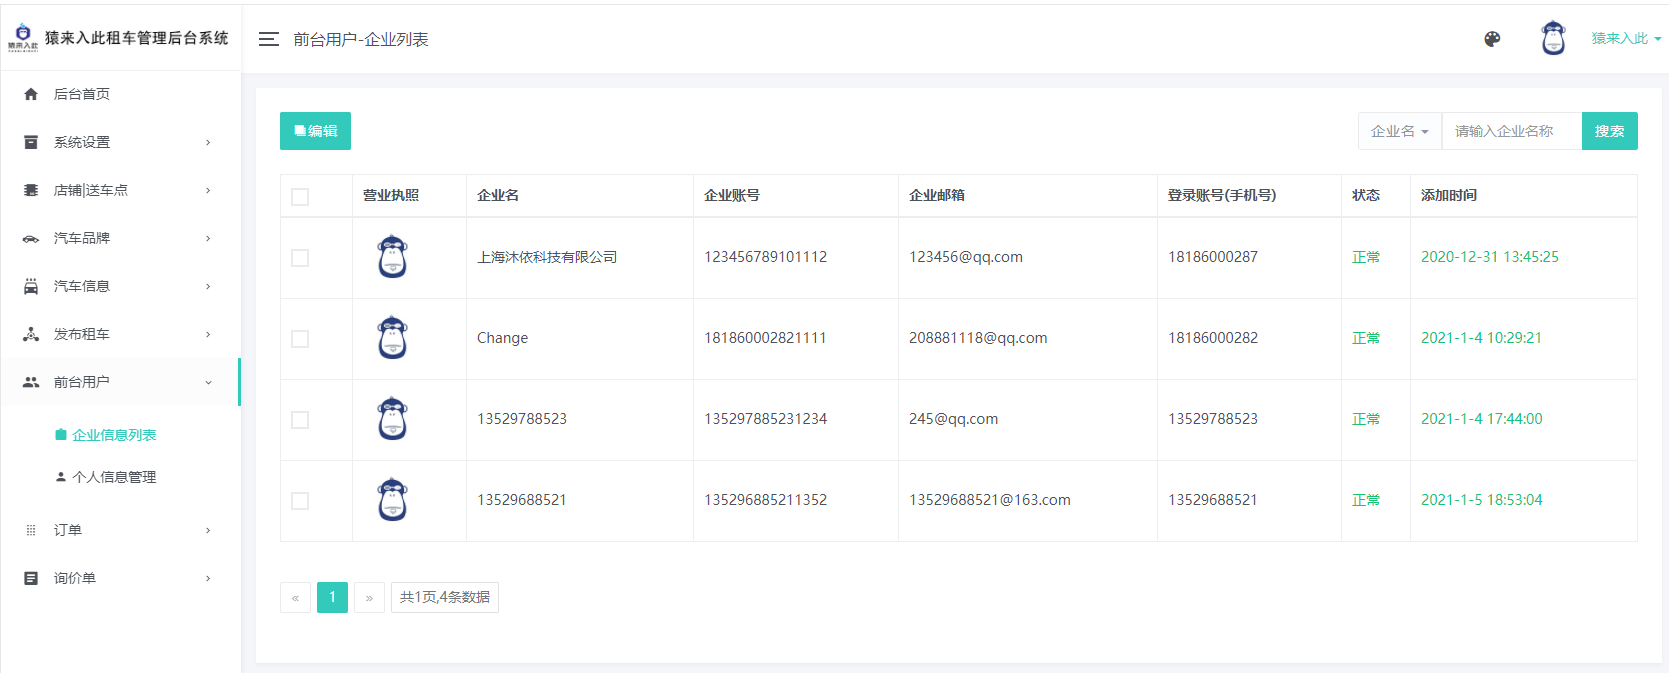 猿来入此
猿来入此租车管理后台系统
前台用户-企业列表
猿来入此
后台首页
系统设置
店铺|送车点
汽车品牌
汽车信息
发布租车
前台用户
企业信息列表
个人信息管理
订单
询价单
编辑
企业名
请输入企业名称
搜索
营业执照 企业名 企业账号 企业邮箱 登录账号(手机号) 状态 添加时间
上海沐依科技有限公司 123456789101112 123456@qq.com 18186000287 正常 2020-12-31 13:45:25
Change 181860002821111 208881118@qq.com 18186000282 正常 2021-1-4 10:29:21
13529788523 135297885231234 245@qq.com 13529788523 正常 2021-1-4 17:44:00
13529688521 135296885211352 13529688521@163.com 13529688521 正常 2021-1-5 18:53:04
« 1 » 共1页,4条数据